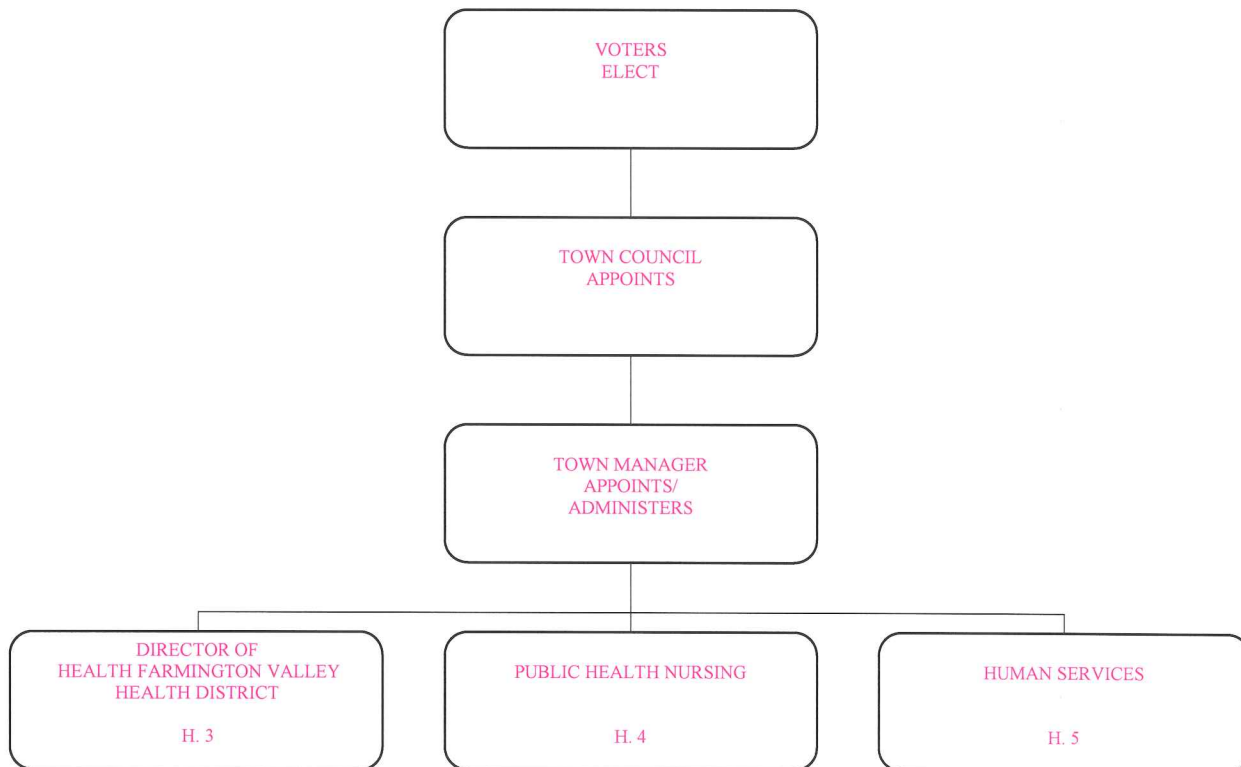 VOTERS
ELECT
TOWN COUNCIL
APPOINTS
TOWN MANAGER
APPOINTS/
ADMINISTERS
DIRECTOR OF
HEALTH FARMINGTON VALLEY
HEALTH DISTRICT
H. 3
PUBLIC HEALTH NURSING
H. 4
HUMAN SERVICES
H. 5